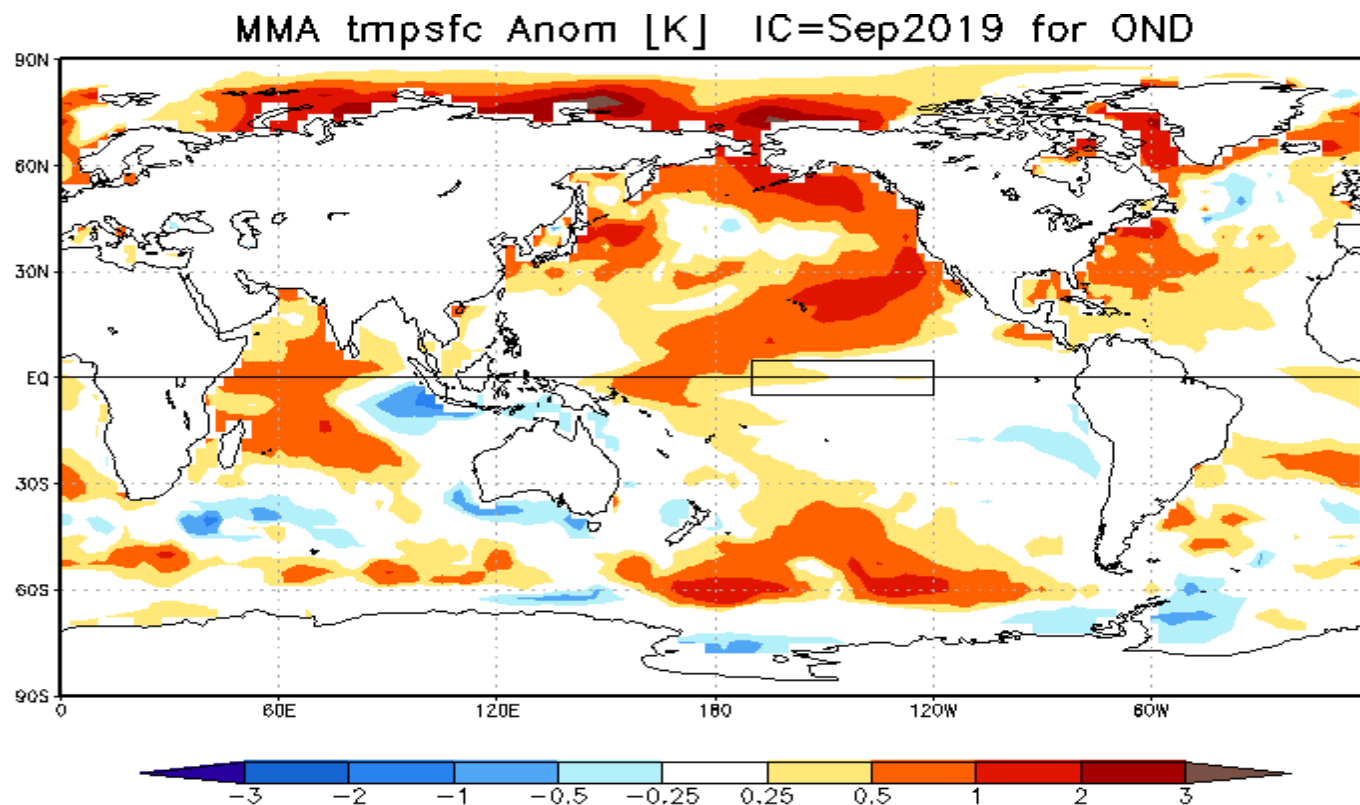 MMA tmpsfc Anom [K] IC=Sep2019 for OND
90N
60N
30N
EQ
30S
60S
90S
0 60E 120E 180 120W 60W
-3 -2 -1 -0.5 -0.25 0.25 0.5 1 2 3